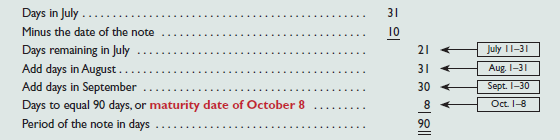 Days in July . . . . . . . . . . . . . . . . . . . . . . . . . . . . . . . . . . . . . . . . . . . . . . . . . 31
Minus the date of the note . . . . . . . . . . . . . . . . . . . . . . . . . . . . . . . . . . . . 10
Days remaining in July . . . . . . . . . . . . . . . . . . . . . . . . . . . . . . . . . . . . . . . 21 July 11–31
Add days in August . . . . . . . . . . . . . . . . . . . . . . . . . . . . . . . . . . . . . . . . . . 31 Aug. 1–31
Add days in September . . . . . . . . . . . . . . . . . . . . . . . . . . . . . . . . . . . . . . . 30 Sept. 1–30
Days to equal 90 days, or maturity date of October 8 . . . . . . . . . 8 Oct. 1–8
Period of the note in days . . . . . . . . . . . . . . . . . . . . . . . . . . . . . . . . . . . . 90